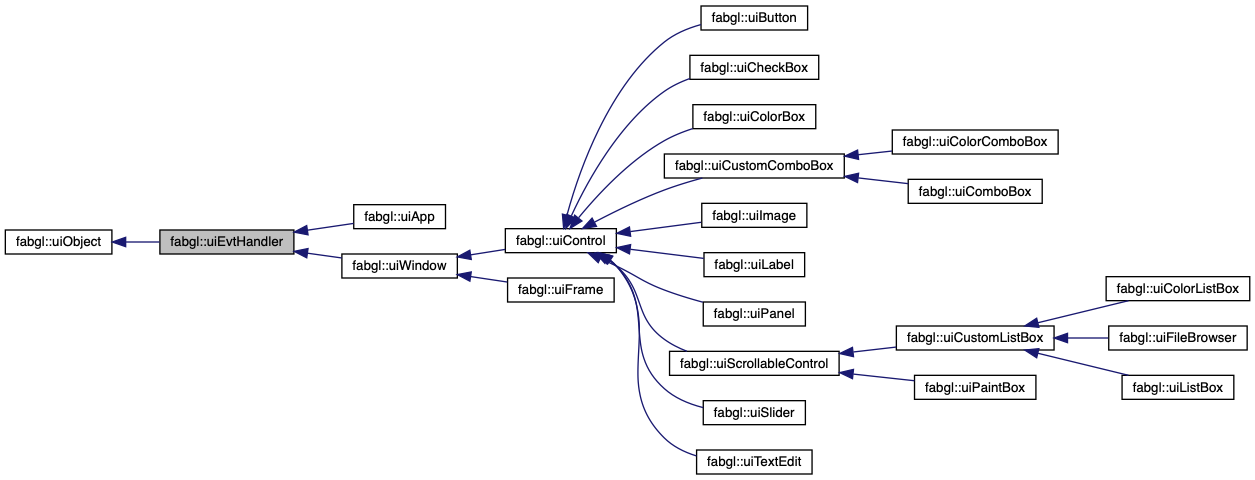 fabgl::uiButton
fabgl::uiCheckBox
fabgl::uiColorBox
fabgl::uiColorComboBox
fabgl::uiCustomComboBox
fabgl::uiComboBox
fabgl::uiApp
fabgl::uiImage
fabgl::uiObject
fabgl::uiEvtHandler
fabgl::uiControl
fabgl::uiWindow
fabgl::uiLabel
fabgl::uiFrame
fabgl::uiColorListBox
fabgl::uiPanel
fabgl::uiCustomListBox
fabgl::uiFileBrowser
fabgl::uiScrollableControl
fabgl::uiPaintBox
fabgl::uiListBox
fabgl::uiSlider
fabgl::uiTextEdit